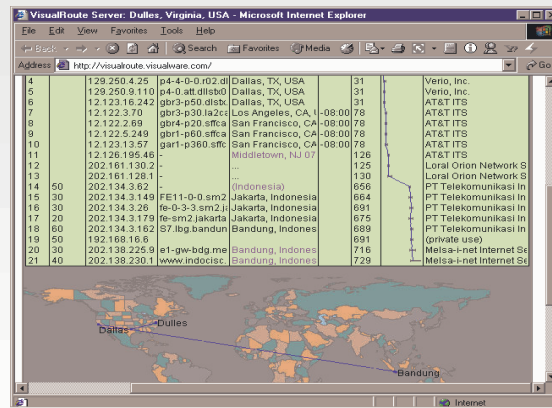 VisualRoute Server: Dulles, Virginia, USA - Microsoft Internet Explorer
File Edit View Favorites Tools Help
Back Search Favorites Media
Address http://visualroute.visualware.com/ Go
4 129.250.4.25 p4-4-0-0.r02.dl Dallas, TX, USA 31 Verio, Inc.
5 129.250.9.110 p4-0.att.dllstx0 Dallas, TX, USA 31 Verio, Inc.
6 12.123.16.242 gbr3-p50.dlstx. Dallas, TX, USA 31 AT&T ITS
7 12.122.3.70 gbr3-p30.la2ca Los Angeles, CA, -08:00 78 AT&T ITS
8 12.122.2.69 gbr4-p20.sffca San Francisco, CA -08:00 78 AT&T ITS
9 12.122.5.249 gbr1-p60.sffca San Francisco, CA -08:00 78 AT&T ITS
10 12.123.13.57 gar1-p360.sffc San Francisco, CA -08:00 78 AT&T ITS
11 12.126.195.46 - Middletown, NJ 07 126 AT&T ITS
12 202.161.130.2 - ... 125 Loral Orion Network S
13 202.161.128.1 - ... 130 Loral Orion Network S
14 50 202.134.3.62 - (Indonesia) 656 PT Telekomunikasi In
15 30 202.134.3.149 FE11-0-0.sm2 Jakarta, Indonesia 664 PT Telekomunikasi In
16 30 202.134.3.26 fe-0-3-3.sm2.ja Jakarta, Indonesia 691 PT Telekomunikasi In
17 20 202.134.3.179 fe-sm2.jakarta Jakarta, Indonesia 675 PT Telekomunikasi In
18 60 202.134.3.162 S7.lbg.bandun Bandung, Indones 689 PT Telekomunikasi In
19 50 192.168.16.6 - ... 691 (private use)
20 30 202.138.225.9 e1-gw-bdg.me Bandung, Indones 716 Melsa-i-net Internet Se
21 40 202.138.230.1 www.indocisc. Bandung, Indones 729 Melsa-i-net Internet Se
Dulles
Dallas
Bandung
Internet